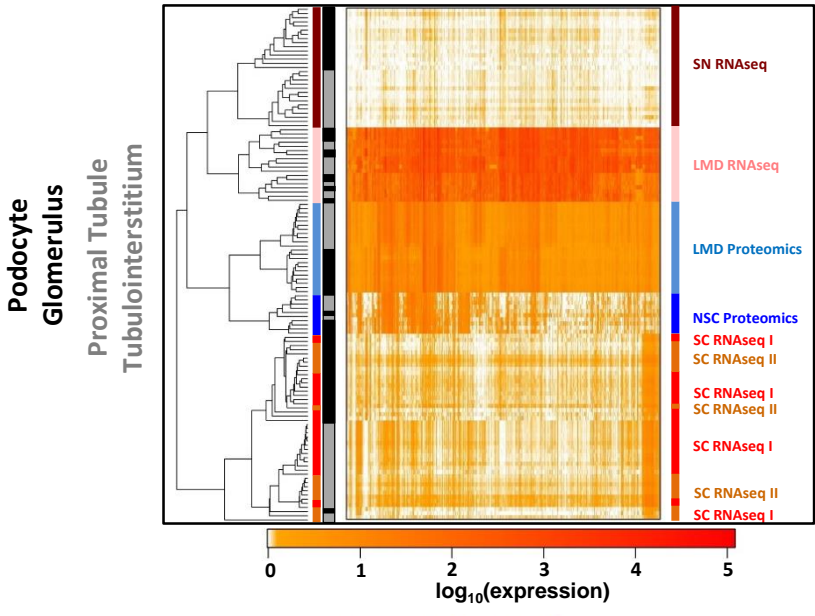 Podocyte
Glomerulus
Proximal Tubule
Tubulointerstitium
SN RNAseq
LMD RNAseq
LMD Proteomics
NSC Proteomics
SC RNAseq I
SC RNAseq II
SC RNAseq I
SC RNAseq II
SC RNAseq I
SC RNAseq II
SC RNAseq I
0 1 2 3 4 5
log₁₀(expression)